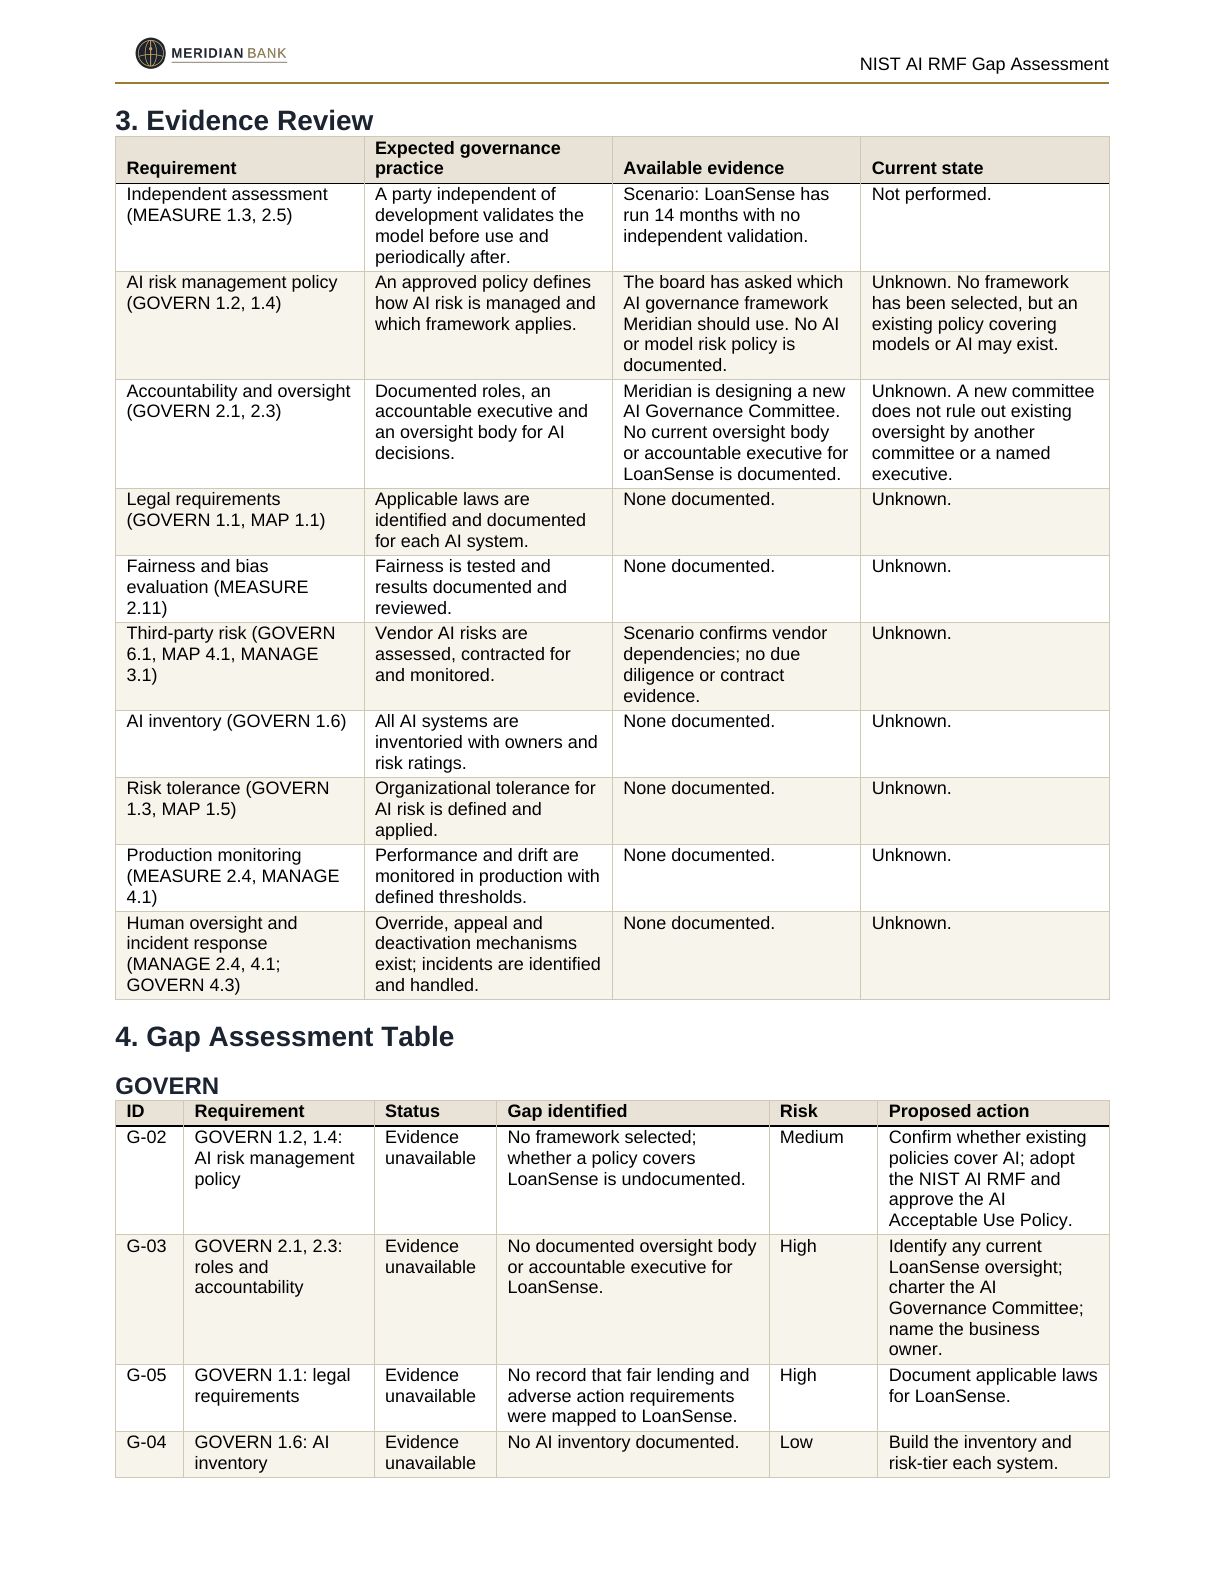 MERIDIAN BANK
NIST AI RMF Gap Assessment
3. Evidence Review
Requirement
Expected governance
practice
Available evidence
Current state
Independent assessment
(MEASURE 1.3, 2.5)
A party independent of
development validates the
model before use and
periodically after.
Scenario: LoanSense has
run 14 months with no
independent validation.
Not performed.
AI risk management policy
(GOVERN 1.2, 1.4)
An approved policy defines
how AI risk is managed and
which framework applies.
The board has asked which
AI governance framework
Meridian should use. No AI
or model risk policy is
documented.
Unknown. No framework
has been selected, but an
existing policy covering
models or AI may exist.
Accountability and oversight
(GOVERN 2.1, 2.3)
Documented roles, an
accountable executive and
an oversight body for AI
decisions.
Meridian is designing a new
AI Governance Committee.
No current oversight body
or accountable executive for
LoanSense is documented.
Unknown. A new committee
does not rule out existing
oversight by another
committee or a named
executive.
Legal requirements
(GOVERN 1.1, MAP 1.1)
Applicable laws are
identified and documented
for each AI system.
None documented.
Unknown.
Fairness and bias
evaluation (MEASURE
2.11)
Fairness is tested and
results documented and
reviewed.
None documented.
Unknown.
Third-party risk (GOVERN
6.1, MAP 4.1, MANAGE
3.1)
Vendor AI risks are
assessed, contracted for
and monitored.
Scenario confirms vendor
dependencies; no due
diligence or contract
evidence.
Unknown.
AI inventory (GOVERN 1.6)
All AI systems are
inventoried with owners and
risk ratings.
None documented.
Unknown.
Risk tolerance (GOVERN
1.3, MAP 1.5)
Organizational tolerance for
AI risk is defined and
applied.
None documented.
Unknown.
Production monitoring
(MEASURE 2.4, MANAGE
4.1)
Performance and drift are
monitored in production with
defined thresholds.
None documented.
Unknown.
Human oversight and
incident response
(MANAGE 2.4, 4.1;
GOVERN 4.3)
Override, appeal and
deactivation mechanisms
exist; incidents are identified
and handled.
None documented.
Unknown.
4. Gap Assessment Table
GOVERN
ID
Requirement
Status
Gap identified
Risk
Proposed action
G-02
GOVERN 1.2, 1.4:
AI risk management
policy
Evidence
unavailable
No framework selected;
whether a policy covers
LoanSense is undocumented.
Medium
Confirm whether existing
policies cover AI; adopt
the NIST AI RMF and
approve the AI
Acceptable Use Policy.
G-03
GOVERN 2.1, 2.3:
roles and
accountability
Evidence
unavailable
No documented oversight body
or accountable executive for
LoanSense.
High
Identify any current
LoanSense oversight;
charter the AI
Governance Committee;
name the business
owner.
G-05
GOVERN 1.1: legal
requirements
Evidence
unavailable
No record that fair lending and
adverse action requirements
were mapped to LoanSense.
High
Document applicable laws
for LoanSense.
G-04
GOVERN 1.6: AI
inventory
Evidence
unavailable
No AI inventory documented.
Low
Build the inventory and
risk-tier each system.